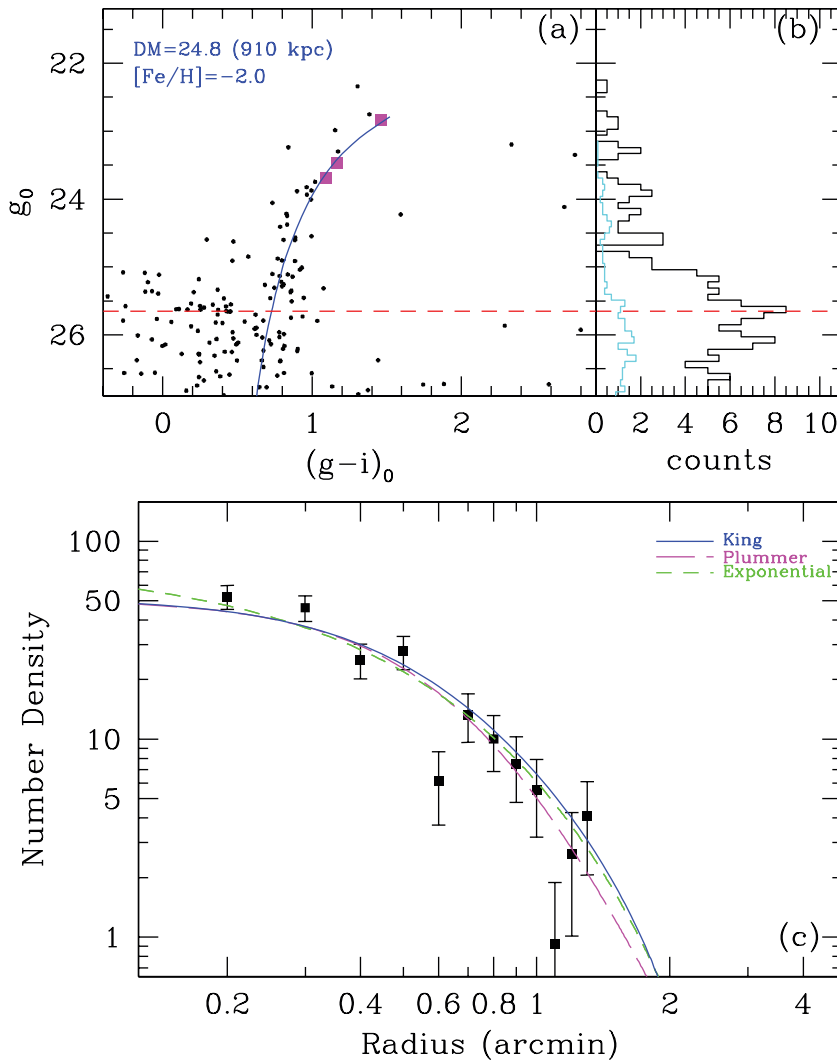 (a)
(b)
DM=24.8 (910 kpc)
[Fe/H]=−2.0
22
24
26
g₀
0 1 2
0 2 4 6 8 10
(g−i)₀
counts
King
Plummer
Exponential
100
50
10
5
1
Number Density
(c)
0.2 0.4 0.6 0.8 1 2 4
Radius (arcmin)